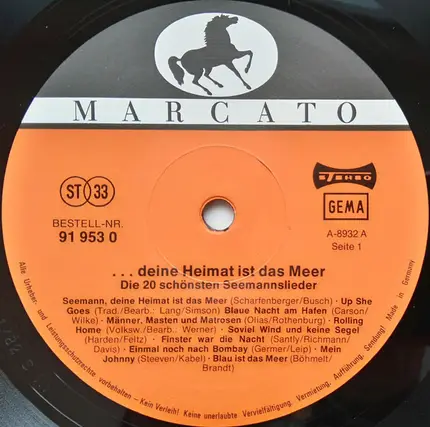 MARCATO
ST 33
STEREO
BESTELL-NR.
91 953 0
GEMA
A-8932 A
Seite 1
. . . deine Heimat ist das Meer
Die 20 schönsten Seemannslieder
Seemann, deine Heimat ist das Meer (Scharfenberger/Busch) · Up She
Goes (Trad./Bearb. Lang/Simson) Blaue Nacht am Hafen (Carson/
Wilke) · Männer, Masten und Matrosen (Olias/Rothenburg) · Rolling
Home (Volksw./Bearb. Werner) · Soviel Wind und keine Segel
(Harden/Feltz) · Finster war die Nacht (Santly/Richmann/
Davis) · Einmal noch nach Bombay (Germer/Leip) · Mein
Johnny (Steeven/Kabel) · Blau ist das Meer (Böhmelt/
Brandt)
Alle Urheber- und Leistungsschutzrechte vorbehalten – Kein Verleih! Keine unerlaubte Vervielfältigung, Vermietung, Aufführung, Sendung!